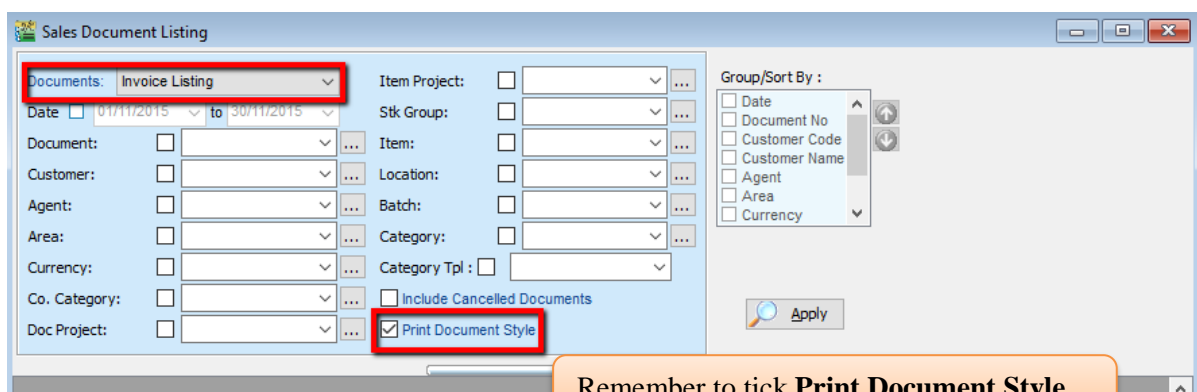 Sales Document Listing
Documents: Invoice Listing
Date 01/11/2015 to 30/11/2015
Document:
Customer:
Agent:
Area:
Currency:
Co. Category:
Doc Project:
Item Project:
Stk Group:
Item:
Location:
Batch:
Category:
Category Tpl :
Include Cancelled Documents
Print Document Style
Group/Sort By :
Date
Document No
Customer Code
Customer Name
Agent
Area
Currency
Apply
Remember to tick Print Document Style